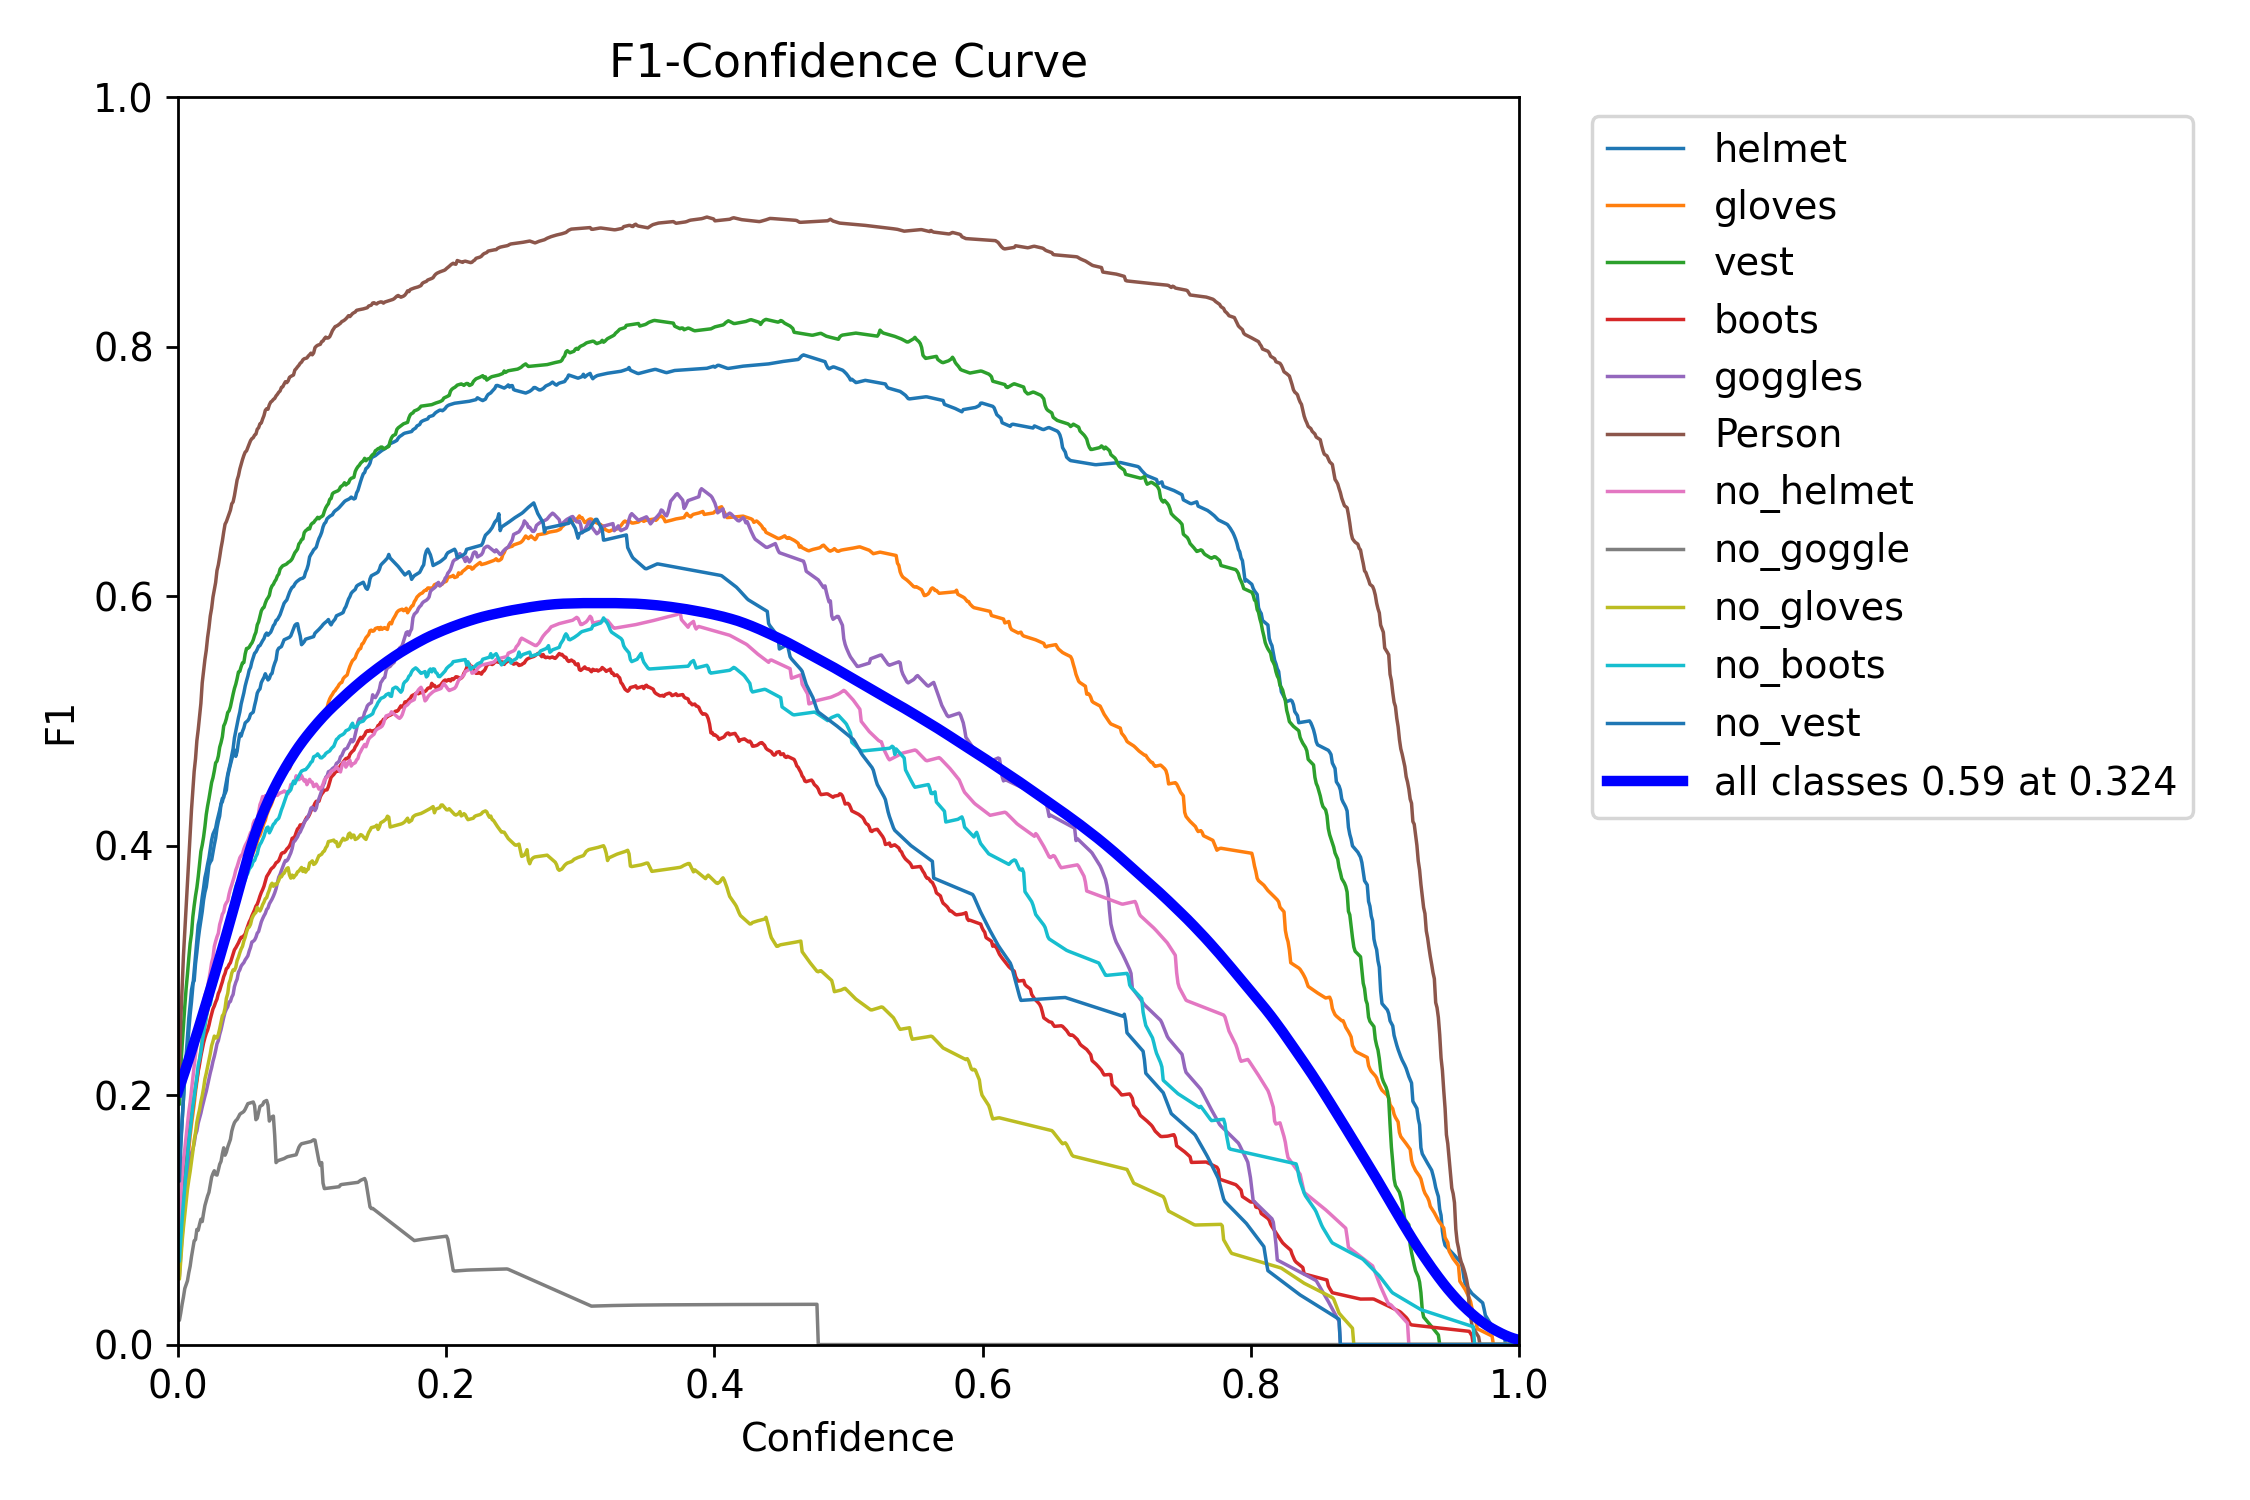 F1-Confidence Curve
1.0
0.8
0.6
0.4
0.2
0.0
F1
0.0 0.2 0.4 0.6 0.8 1.0
Confidence
helmet
gloves
vest
boots
goggles
Person
no_helmet
no_goggle
no_gloves
no_boots
no_vest
all classes 0.59 at 0.324